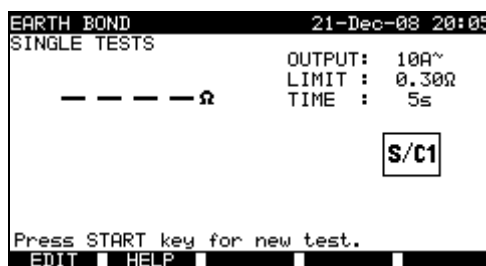 EARTH BOND 21-Dec-08 20:05
SINGLE TESTS
OUTPUT: 10A~
LIMIT : 0.30Ω
TIME : 5s
– – – – Ω
S/C1
Press START key for new test.
EDIT HELP